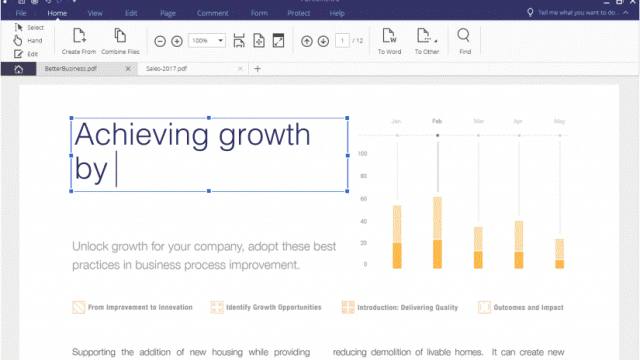 File Home View Edit Page Comment Form Protect Help Tell me what you want to do...
Select
Hand
Edit
Create From Combine Files 100% 1 / 12 To Word To Other Find
BetterBusiness.pdf × Sales-2017.pdf × +
Achieving growth
by
Jan Feb Mar Apr May
100
80
60
40
20
0
Unlock growth for your company, adopt these best
practices in business process improvement.
From Improvement to Innovation Identify Growth Opportunities Introduction: Delivering Quality Outcomes and Impact
Supporting the addition of new housing while providing
reducing demolition of livable homes. It can create new